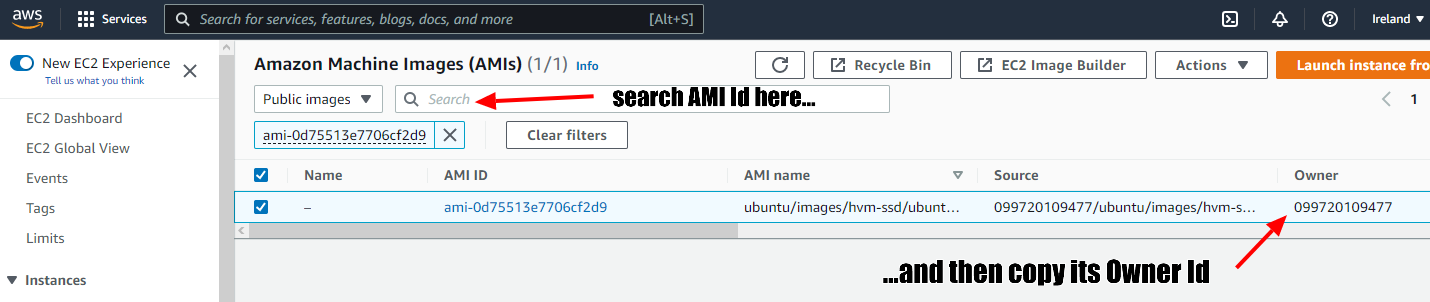 aws Services Search for services, features, blogs, docs, and more [Alt+S] Ireland
New EC2 Experience
Tell us what you think
Amazon Machine Images (AMIs) (1/1) Info Recycle Bin EC2 Image Builder Actions Launch instance fro
Public images Search search AMI Id here... 1
ami-0d75513e7706cf2d9 Clear filters
EC2 Dashboard
EC2 Global View
Events
Tags
Limits
Instances
Name AMI ID AMI name Source Owner
– ami-0d75513e7706cf2d9 ubuntu/images/hvm-ssd/ubunt... 099720109477/ubuntu/images/hvm-s... 099720109477
...and then copy its Owner Id